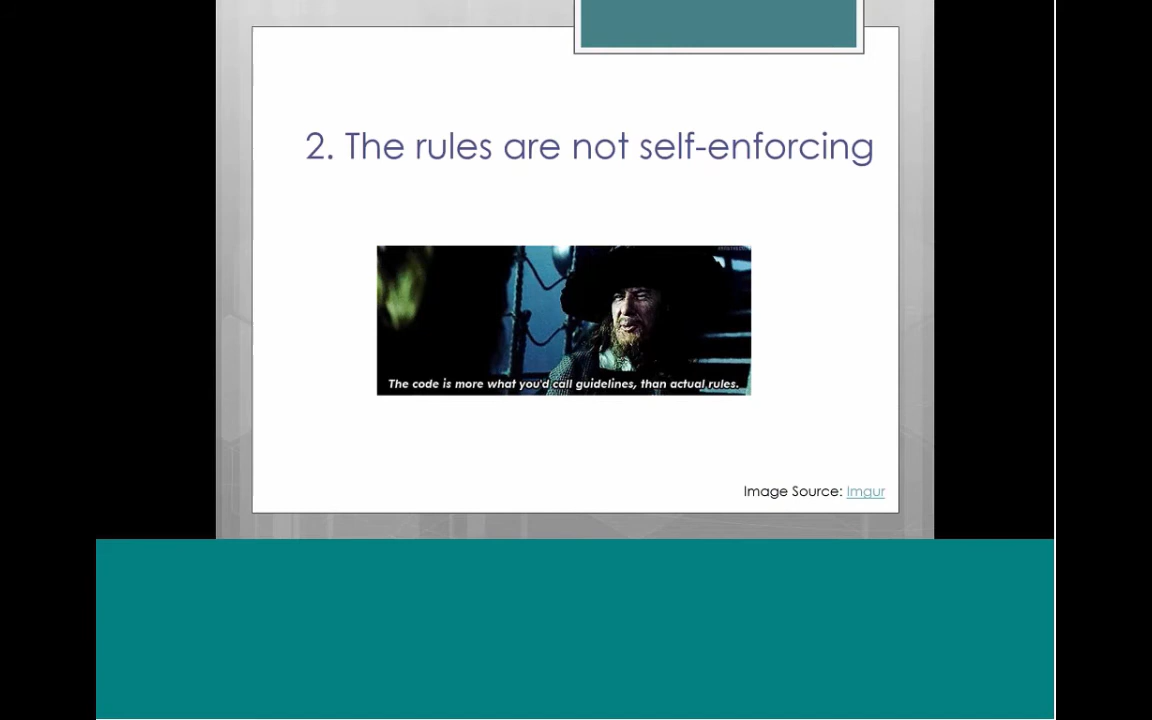 2. The rules are not self-enforcing
The code is more what you'd call guidelines, than actual rules.
Image Source: Imgur